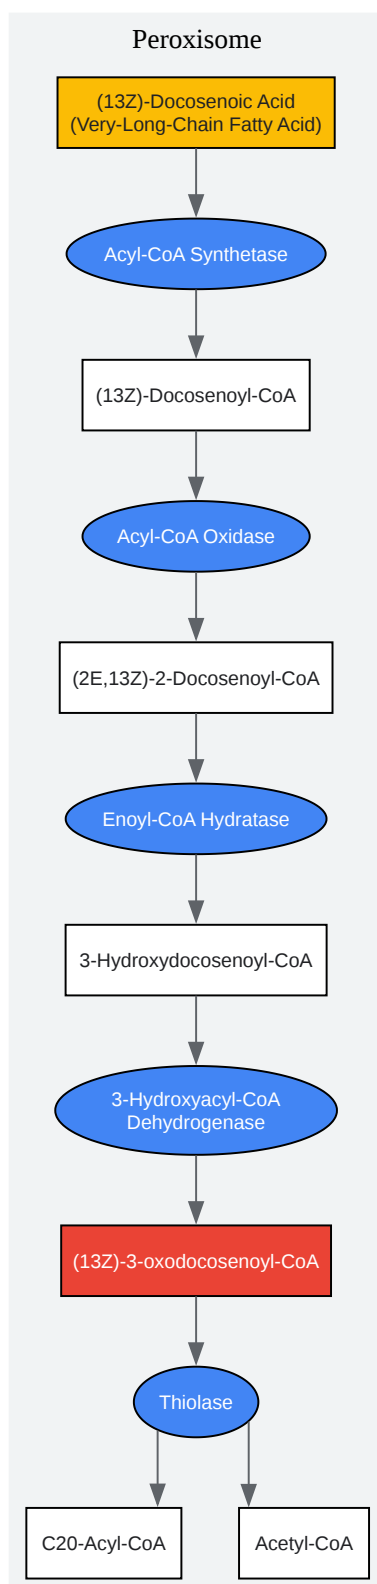 Peroxisome
(13Z)-Docosenoic Acid
(Very-Long-Chain Fatty Acid)
Acyl-CoA Synthetase
(13Z)-Docosenoyl-CoA
Acyl-CoA Oxidase
(2E,13Z)-2-Docosenoyl-CoA
Enoyl-CoA Hydratase
3-Hydroxydocosenoyl-CoA
3-Hydroxyacyl-CoA
Dehydrogenase
(13Z)-3-oxodocosenoyl-CoA
Thiolase
C20-Acyl-CoA
Acetyl-CoA